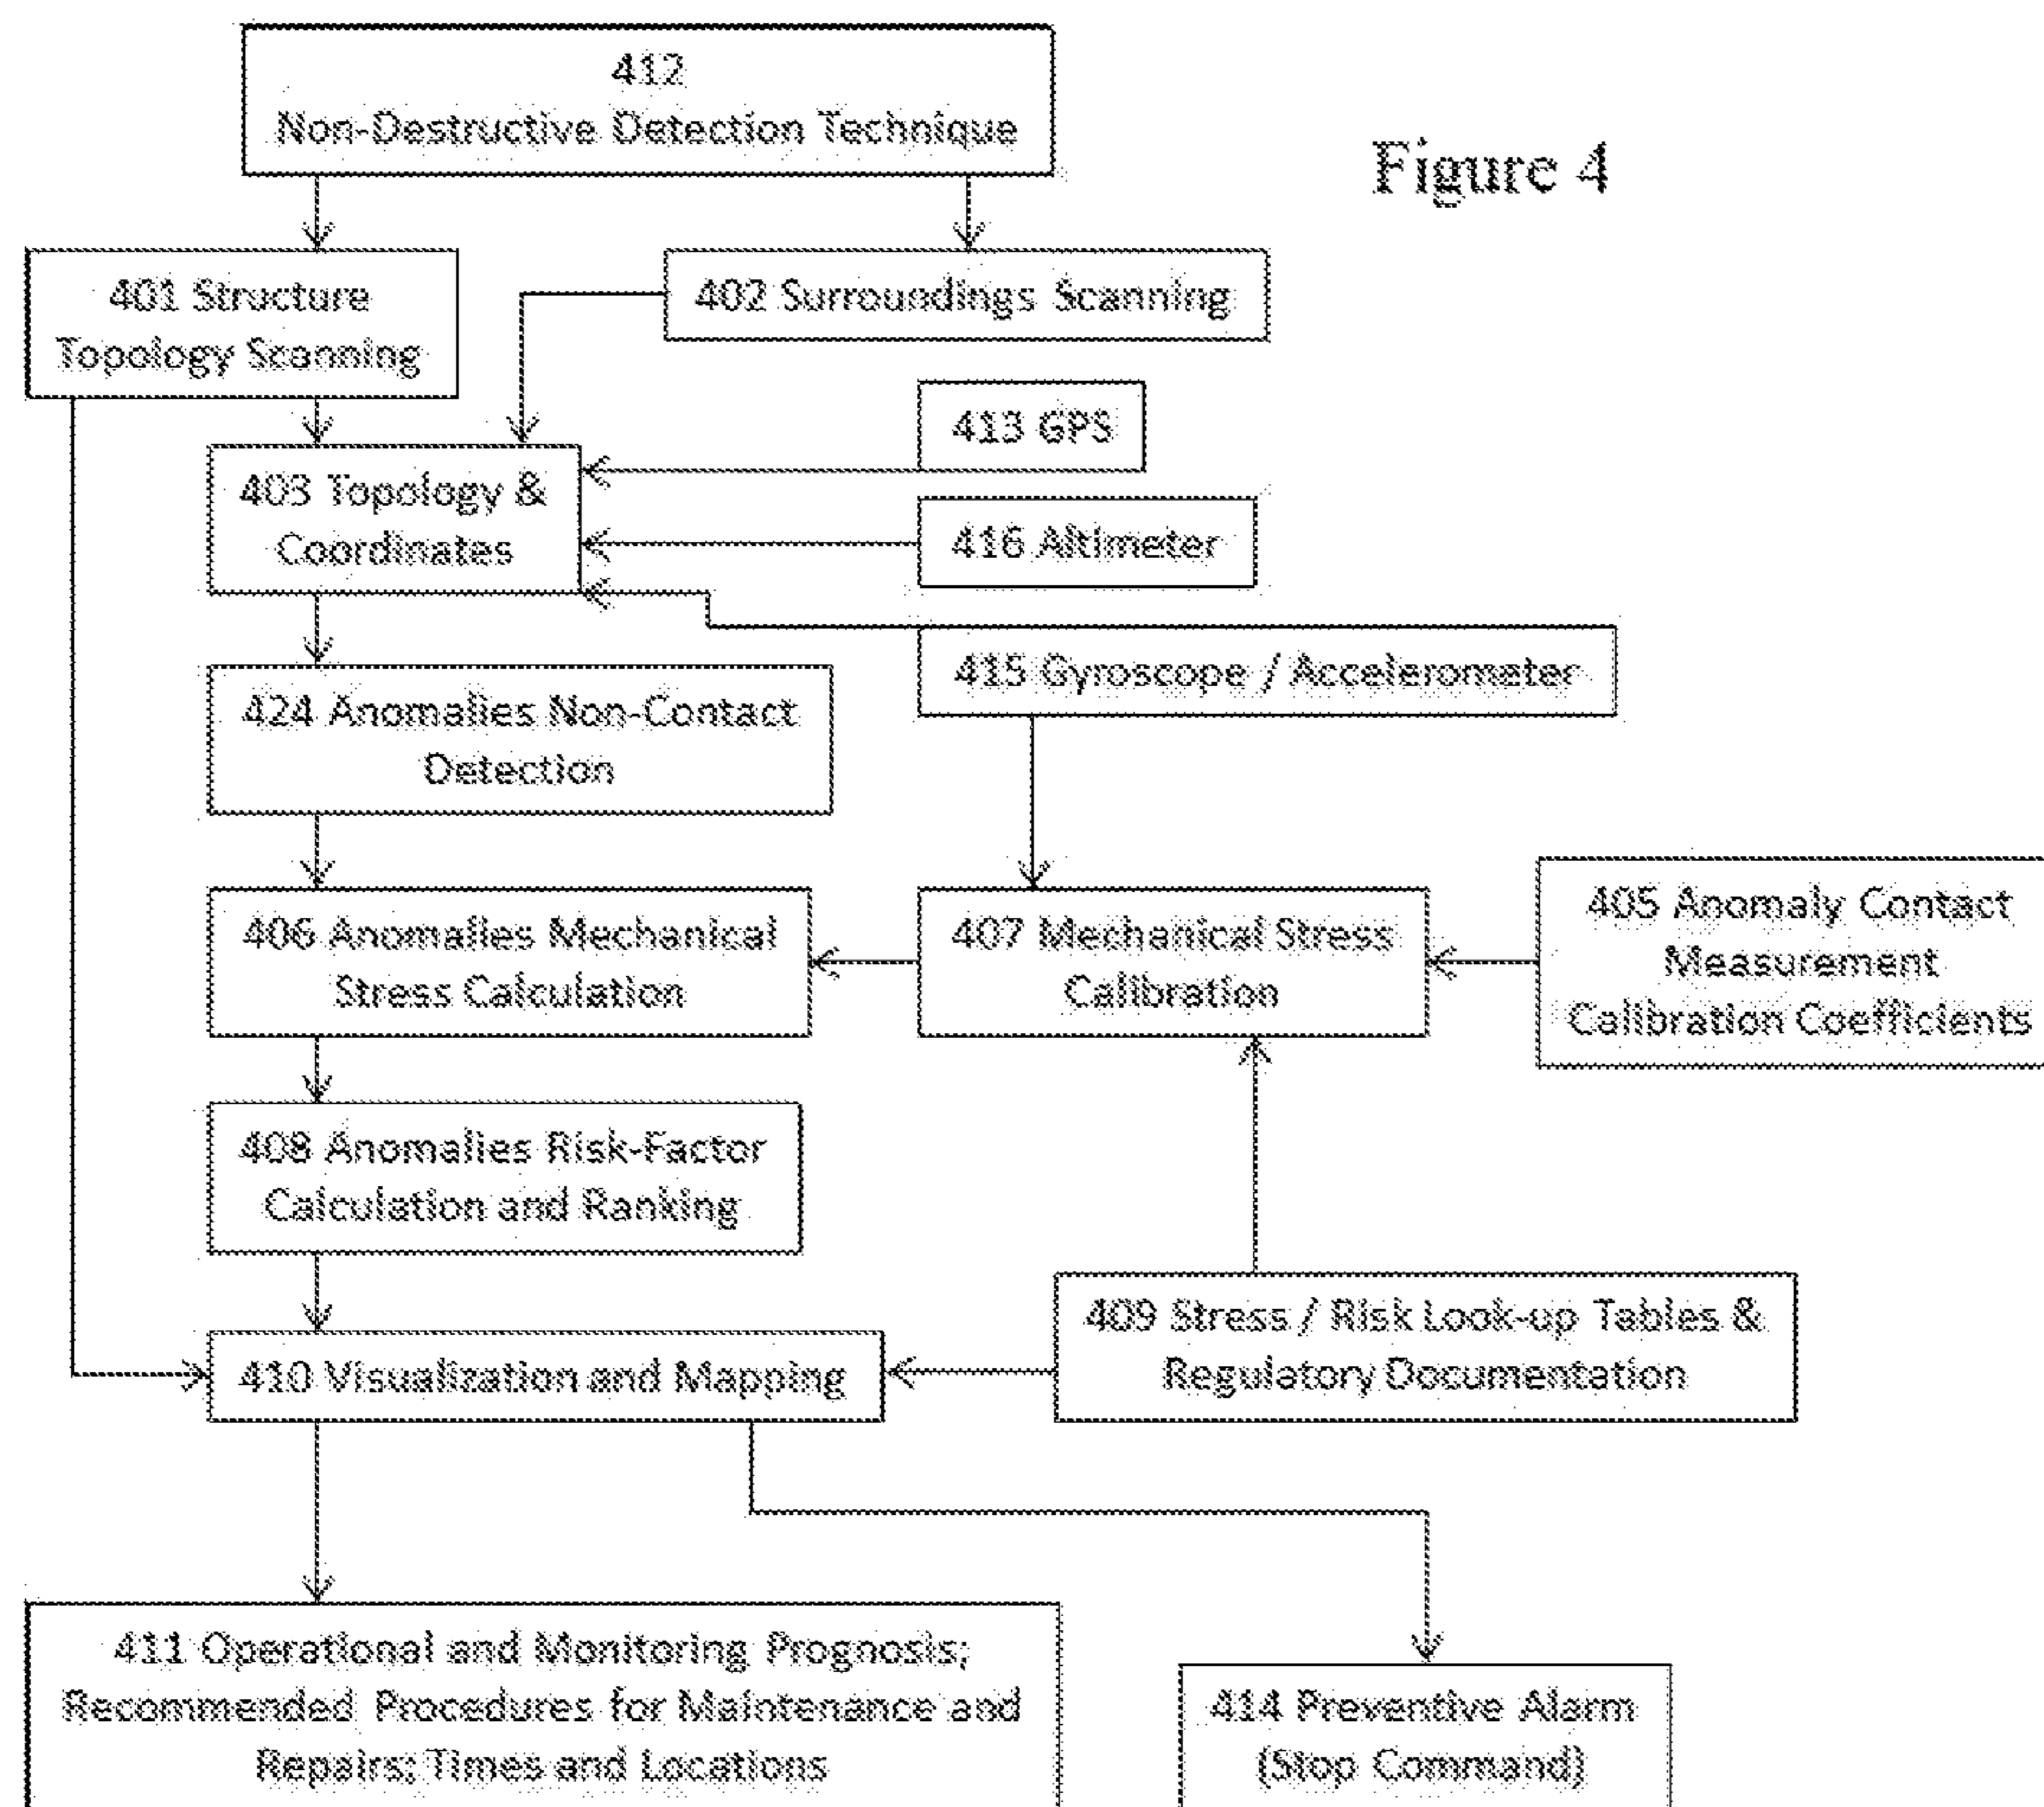 412
Non-Destructive Detection Technique
Figure 4
401 Structure
Topology Scanning
402 Surroundings Scanning
413 GPS
403 Topology &
Coordinates
416 Altimeter
415 Gyroscope / Accelerometer
424 Anomalies Non-Contact
Detection
406 Anomalies Mechanical
Stress Calculation
407 Mechanical Stress
Calibration
405 Anomaly Contact
Measurement
Calibration Coefficients
408 Anomalies Risk-Factor
Calculation and Ranking
409 Stress / Risk Look-up Tables &
Regulatory Documentation
410 Visualization and Mapping
411 Operational and Monitoring Prognosis;
Recommended Procedures for Maintenance and
Repairs; Times and Locations
414 Preventive Alarm
(Stop Command)